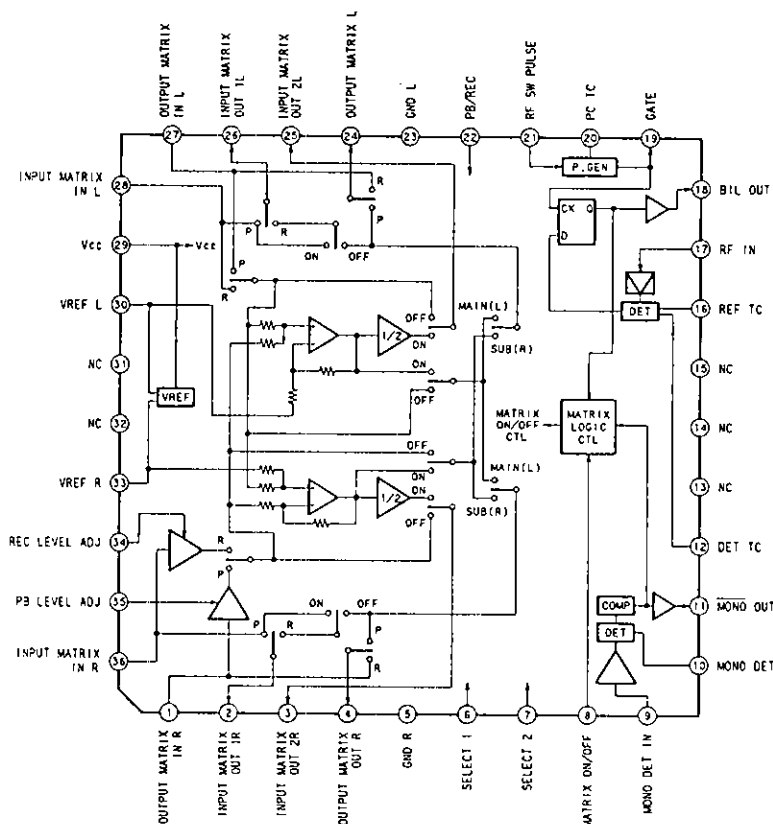 OUTPUT MATRIX
IN L
INPUT MATRIX
OUT 1L
INPUT MATRIX
OUT 2L
OUTPUT MATRIX L
GND L
PB/REC
RF SW PULSE
PC TC
GATE
27
26
25
24
23
22
21
20
19
INPUT MATRIX
IN L
28
R
P.GEN
18
BIL OUT
P
R
P
CK Q
D
Vcc
29
Vcc
ON
OFF
17
RF IN
P
R
VREF L
30
MAIN(L)
OFF
DET
16
REF TC
1/2
ON
SUB(R)
NC
31
ON
15
NC
VREF
OFF
MATRIX
ON/OFF
CTL
MATRIX
LOGIC
CTL
NC
32
14
NC
OFF
MAIN(L)
VREF R
33
ON
13
NC
1/2
ON
SUB(R)
OFF
REC LEVEL ADJ
34
R
12
DET TC
P
PB LEVEL ADJ
35
ON
OFF
COMP
11
MONO OUT
P
R
P
DET
INPUT MATRIX
IN R
36
R
10
MONO DET
1
2
3
4
5
6
7
8
9
OUTPUT MATRIX
IN R
INPUT MATRIX
OUT 1R
INPUT MATRIX
OUT 2R
OUTPUT MATRIX R
GND R
SELECT 1
SELECT 2
MATRIX ON/OFF
MONO DET IN